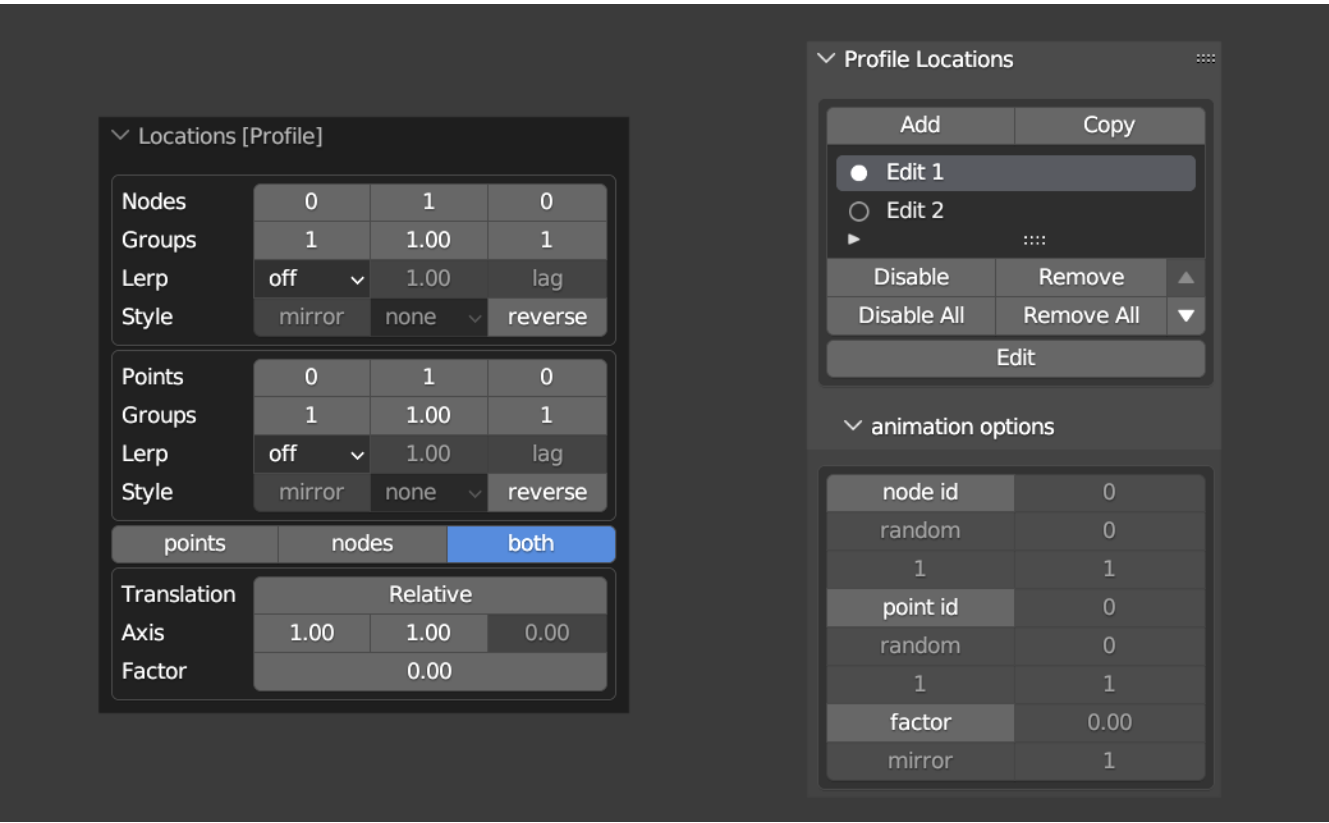 Locations [Profile]
Nodes 0 1 0
Groups 1 1.00 1
Lerp off 1.00 lag
Style mirror none reverse
Points 0 1 0
Groups 1 1.00 1
Lerp off 1.00 lag
Style mirror none reverse
points nodes both
Translation Relative
Axis 1.00 1.00 0.00
Factor 0.00
Profile Locations
Add Copy
Edit 1
Edit 2
Disable Remove
Disable All Remove All
Edit
animation options
node id 0
random 0
1 1
point id 0
random 0
1 1
factor 0.00
mirror 1